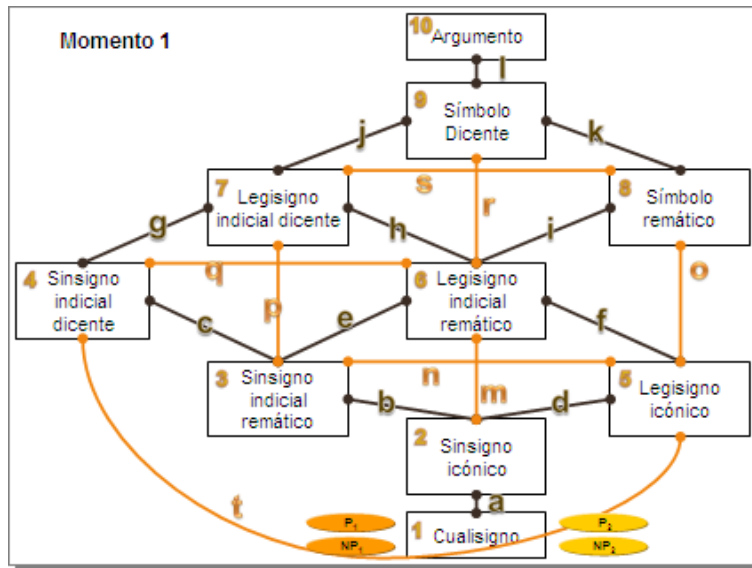 Momento 1
10
Argumento
l
9
Símbolo
Dicente
j
k
7
Legisigno
indicial dicente
s
8
Símbolo
remático
r
g
h
i
4
Sinsigno
indicial
dicente
q
6
Legisigno
indicial
remático
o
p
c
e
f
3
Sinsigno
indicial
remático
n
m
5
Legisigno
icónico
b
d
2
Sinsigno
icónico
t
a
1
Cualisigno
P₁
NP₁
P₂
NP₂